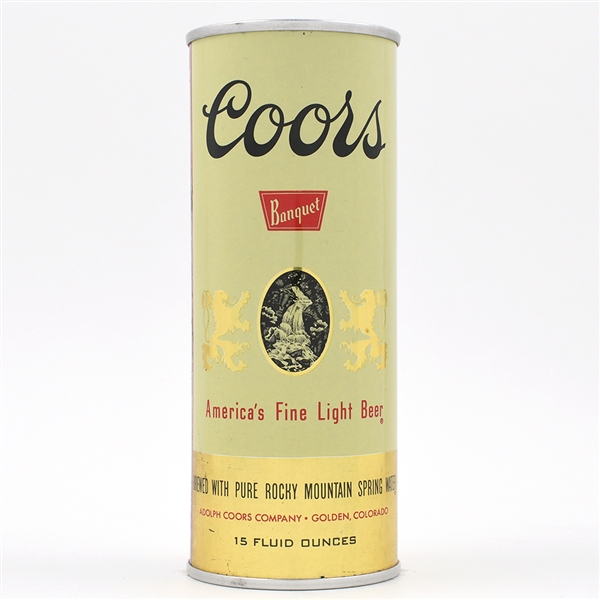 Coors
Banquet
America's Fine Light Beer®
WITH PURE ROCKY MOUNTAIN SPRING
ADOLPH COORS COMPANY • GOLDEN, COLORADO
15 FLUID OUNCES